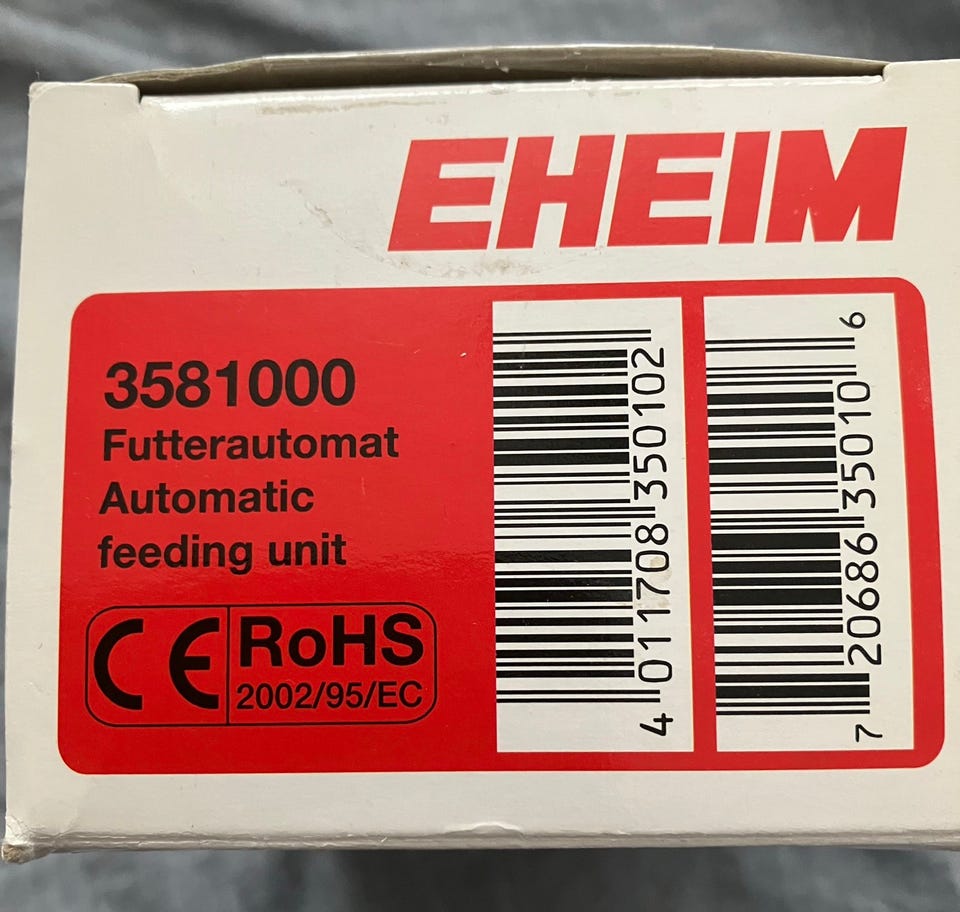 EHEIM
3581000
Futterautomat
Automatic
feeding unit
CE RoHS
2002/95/EC
4 011708 350102
7 20686 35010 6